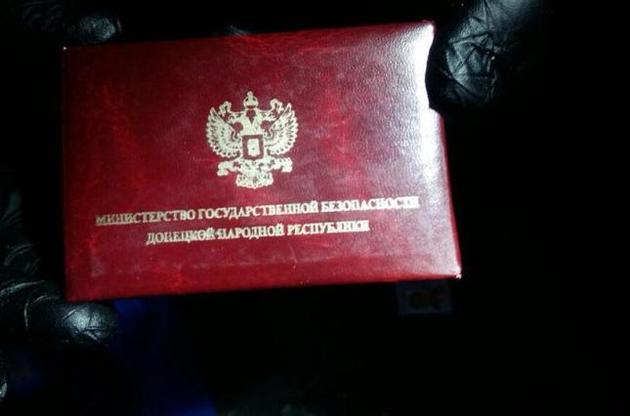 МИНИСТЕРСТВО ГОСУДАРСТВЕННОЙ БЕЗОПАСНОСТИ
ДОНЕЦКОЙ НАРОДНОЙ РЕСПУБЛИКИ